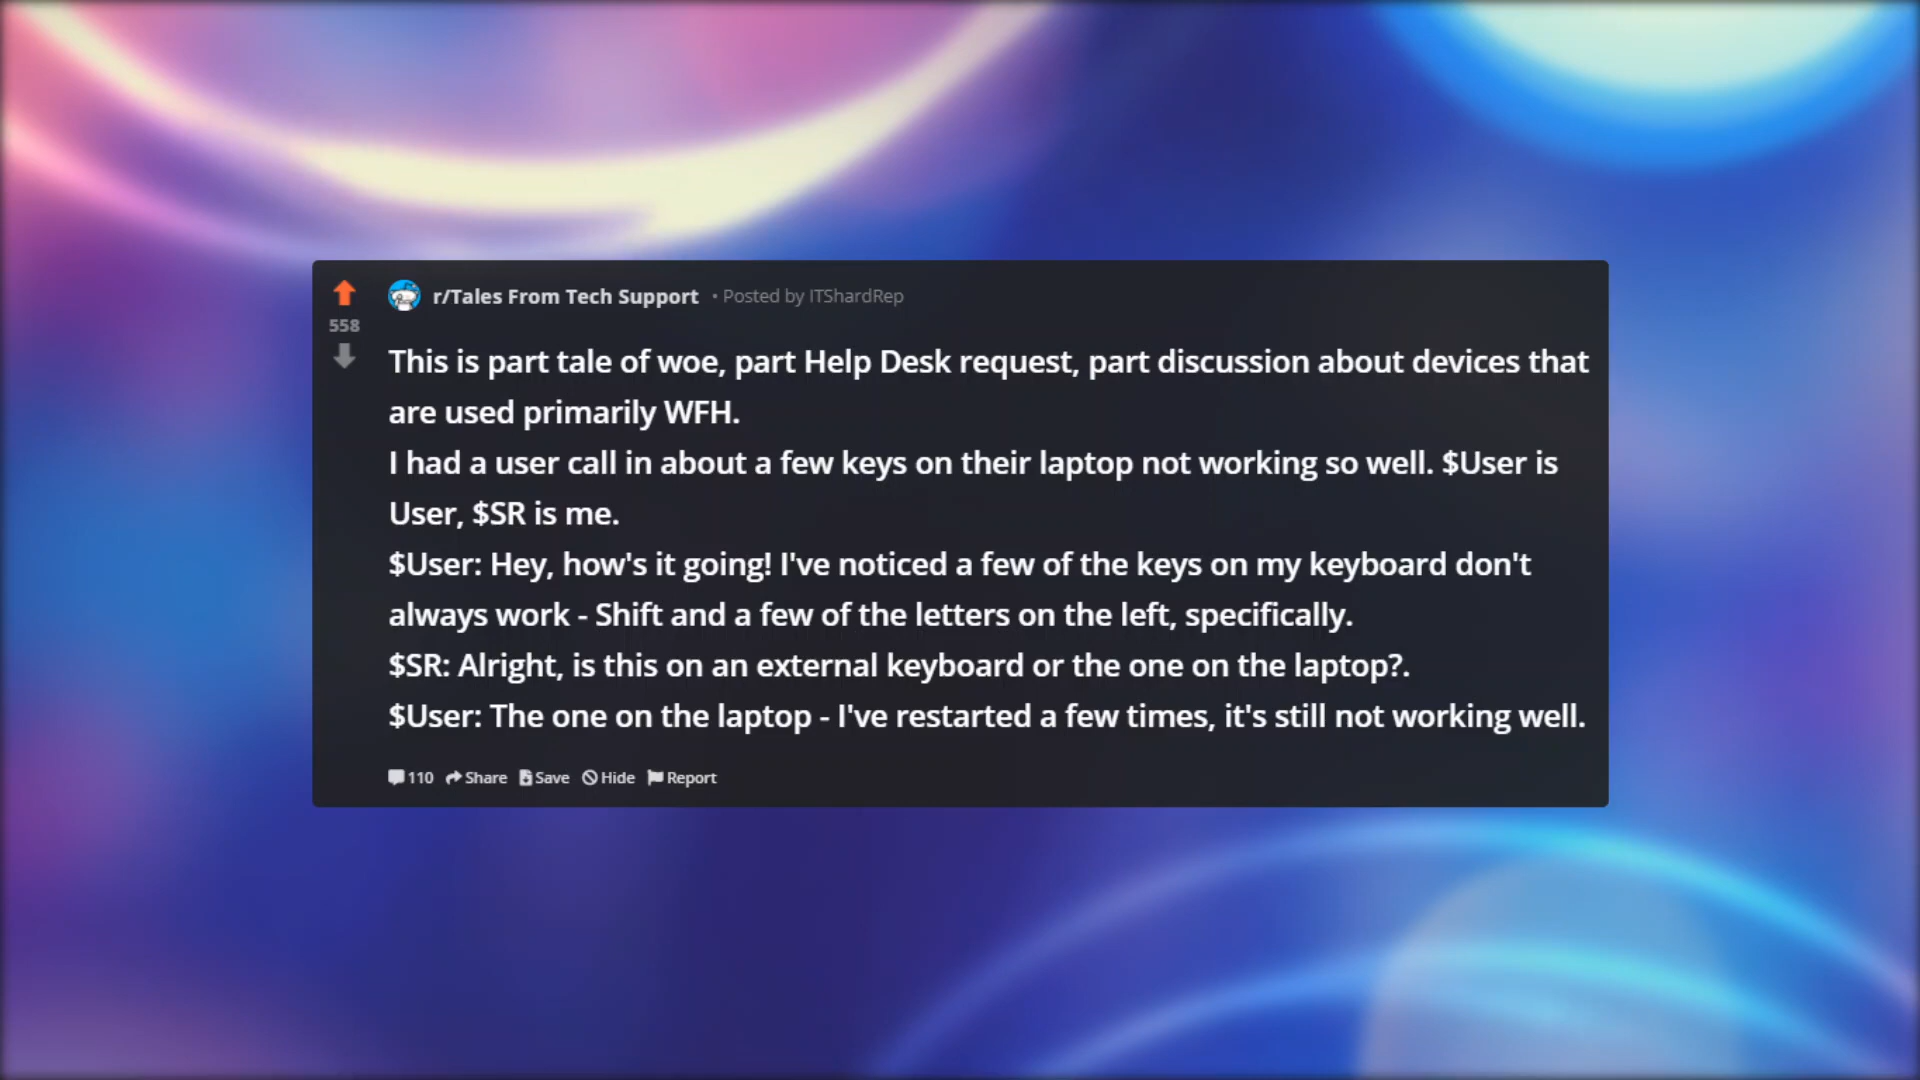 r/Tales From Tech Support • Posted by ITShardRep
558
This is part tale of woe, part Help Desk request, part discussion about devices that
are used primarily WFH.
I had a user call in about a few keys on their laptop not working so well. $User is
User, $SR is me.
$User: Hey, how's it going! I've noticed a few of the keys on my keyboard don't
always work - Shift and a few of the letters on the left, specifically.
$SR: Alright, is this on an external keyboard or the one on the laptop?.
$User: The one on the laptop - I've restarted a few times, it's still not working well.
110 Share Save Hide Report